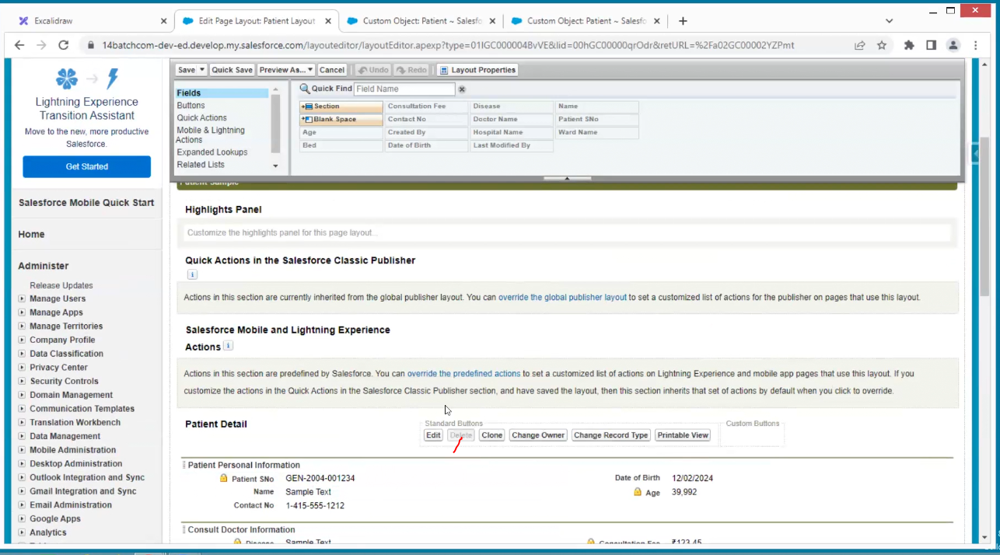 Excalidraw
Edit Page Layout: Patient Layout
Custom Object: Patient ~ Salesfo
Custom Object: Patient ~ Salesfo
14batchcom-dev-ed.develop.my.salesforce.com/layouteditor/layoutEditor.apexp?type=01IGC000004BvVE&lid=00hGC00000qrOdr&retURL=%2Fa02GC00002YZPmt
Lightning Experience
Transition Assistant
Move to the new, more productive
Salesforce.
Get Started
Salesforce Mobile Quick Start
Home
Administer
Release Updates
Manage Users
Manage Apps
Manage Territories
Company Profile
Data Classification
Privacy Center
Security Controls
Domain Management
Communication Templates
Translation Workbench
Data Management
Mobile Administration
Desktop Administration
Outlook Integration and Sync
Gmail Integration and Sync
Email Administration
Google Apps
Analytics
Save Quick Save Preview As... Cancel Undo Redo Layout Properties
Fields
Buttons
Quick Actions
Mobile & Lightning
Actions
Expanded Lookups
Related Lists
Quick Find Field Name
Section Consultation Fee Disease Name
Blank Space Contact No Doctor Name Patient SNo
Age Created By Hospital Name Ward Name
Bed Date of Birth Last Modified By
Patient Sample
Highlights Panel
Customize the highlights panel for this page layout...
Quick Actions in the Salesforce Classic Publisher
Actions in this section are currently inherited from the global publisher layout. You can override the global publisher layout to set a customized list of actions for the publisher on pages that use this layout.
Salesforce Mobile and Lightning Experience
Actions
Actions in this section are predefined by Salesforce. You can override the predefined actions to set a customized list of actions on Lightning Experience and mobile app pages that use this layout. If you
customize the actions in the Quick Actions in the Salesforce Classic Publisher section, and have saved the layout, then this section inherits that set of actions by default when you click to override.
Patient Detail
Standard Buttons
Custom Buttons
Edit Delete Clone Change Owner Change Record Type Printable View
Patient Personal Information
Patient SNo GEN-2004-001234 Date of Birth 12/02/2024
Name Sample Text Age 39,992
Contact No 1-415-555-1212
Consult Doctor Information
Disease Sample Text Consultation Fee ₹123.45